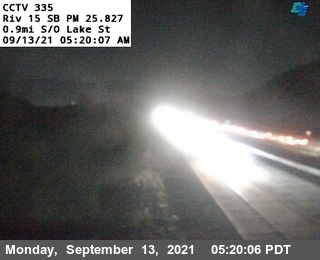 CCTV 335
Riv 15 SB PM 25.827
0.9mi S/O Lake St
09/13/21 05:20:07 AM
Monday, September 13, 2021 05:20:06 PDT